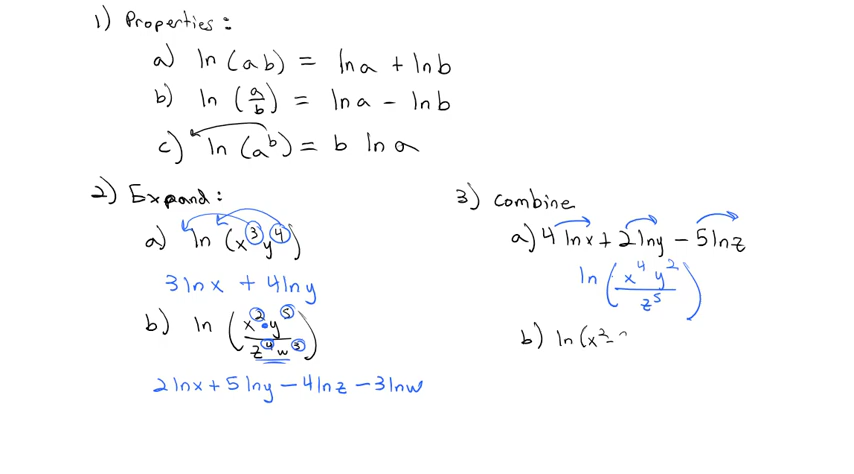 1) Properties:
a) ln (ab) = ln a + ln b
b) ln (a/b) = ln a - ln b
c) ln (a^b) = b ln a
2) Expand:
a) ln (x^3 y^4)
3 ln x + 4 ln y
b) ln (x^2 • y^5 / z^4 w^3)
2 ln x + 5 ln y - 4 ln z - 3 ln w
3) Combine
a) 4 ln x + 2 ln y - 5 ln z
ln (x^4 y^2 / z^5)
b) ln (x^2 -